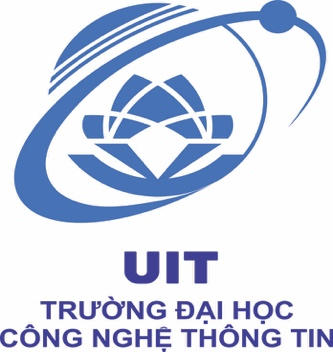 UIT
TRƯỜNG ĐẠI HỌC
CÔNG NGHỆ THÔNG TIN